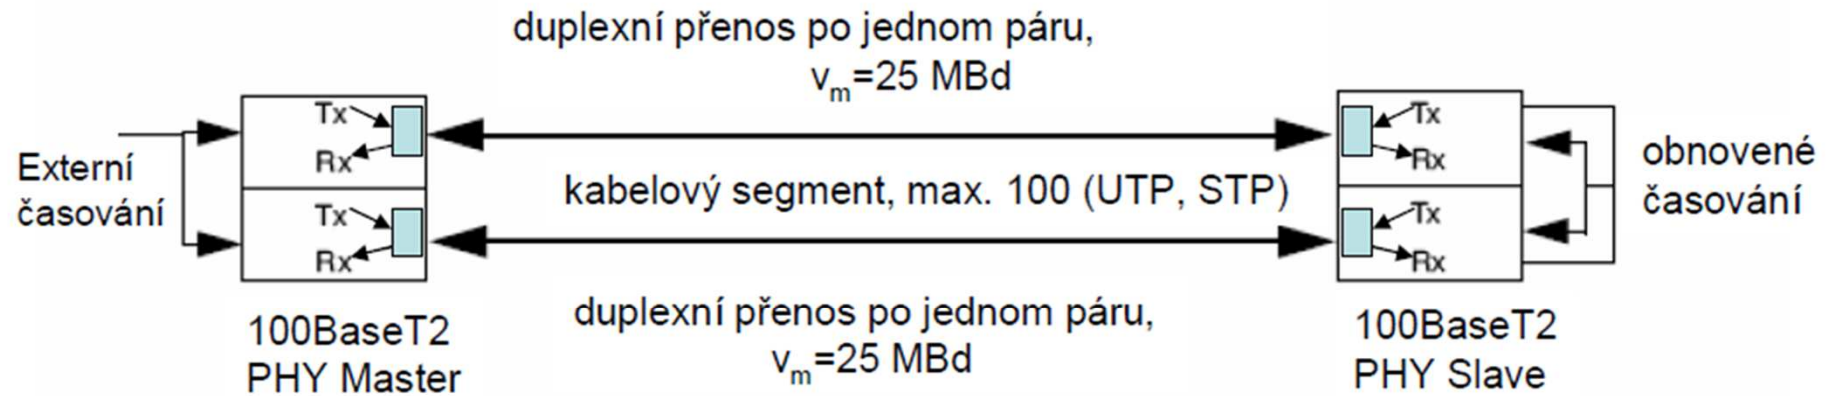 duplexní přenos po jednom páru,
vm=25 MBd
Tx
Rx
Tx
Rx
Externí
časování
kabelový segment, max. 100 (UTP, STP)
Tx
Rx
Tx
Rx
obnovené
časování
duplexní přenos po jednom páru,
vm=25 MBd
100BaseT2
PHY Master
100BaseT2
PHY Slave